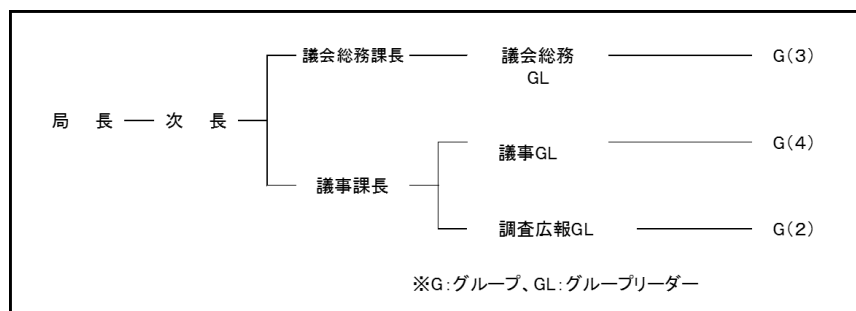 議会総務課長 議会総務 G(3)
GL
局　長 次　長
議事GL G(4)
議事課長
調査広報GL G(2)
※G:グループ、GL:グループリーダー